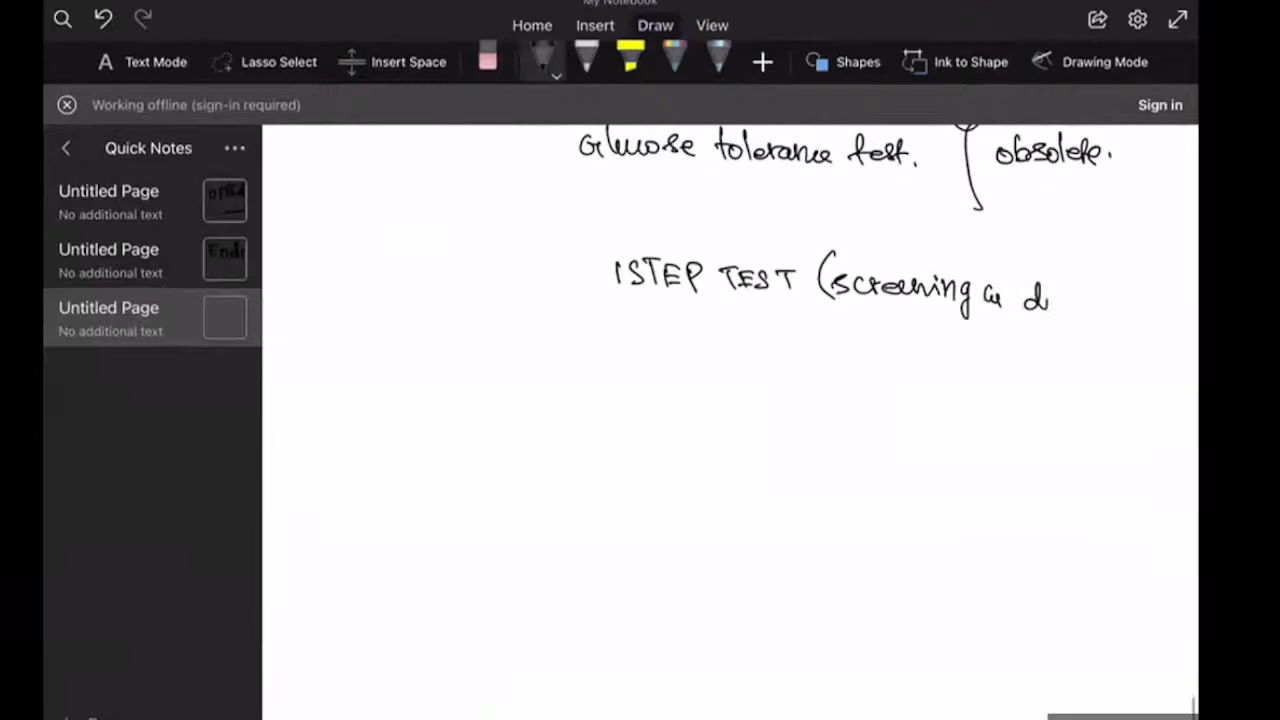 My Notebook
Home Insert Draw View
Text Mode Lasso Select Insert Space Shapes Ink to Shape Drawing Mode
Working offline (sign-in required) Sign in
Quick Notes
Untitled Page
No additional text
Untitled Page
No additional text
Untitled Page
No additional text
glucose tolerance test. obsolete.
1STEP TEST (screening a d